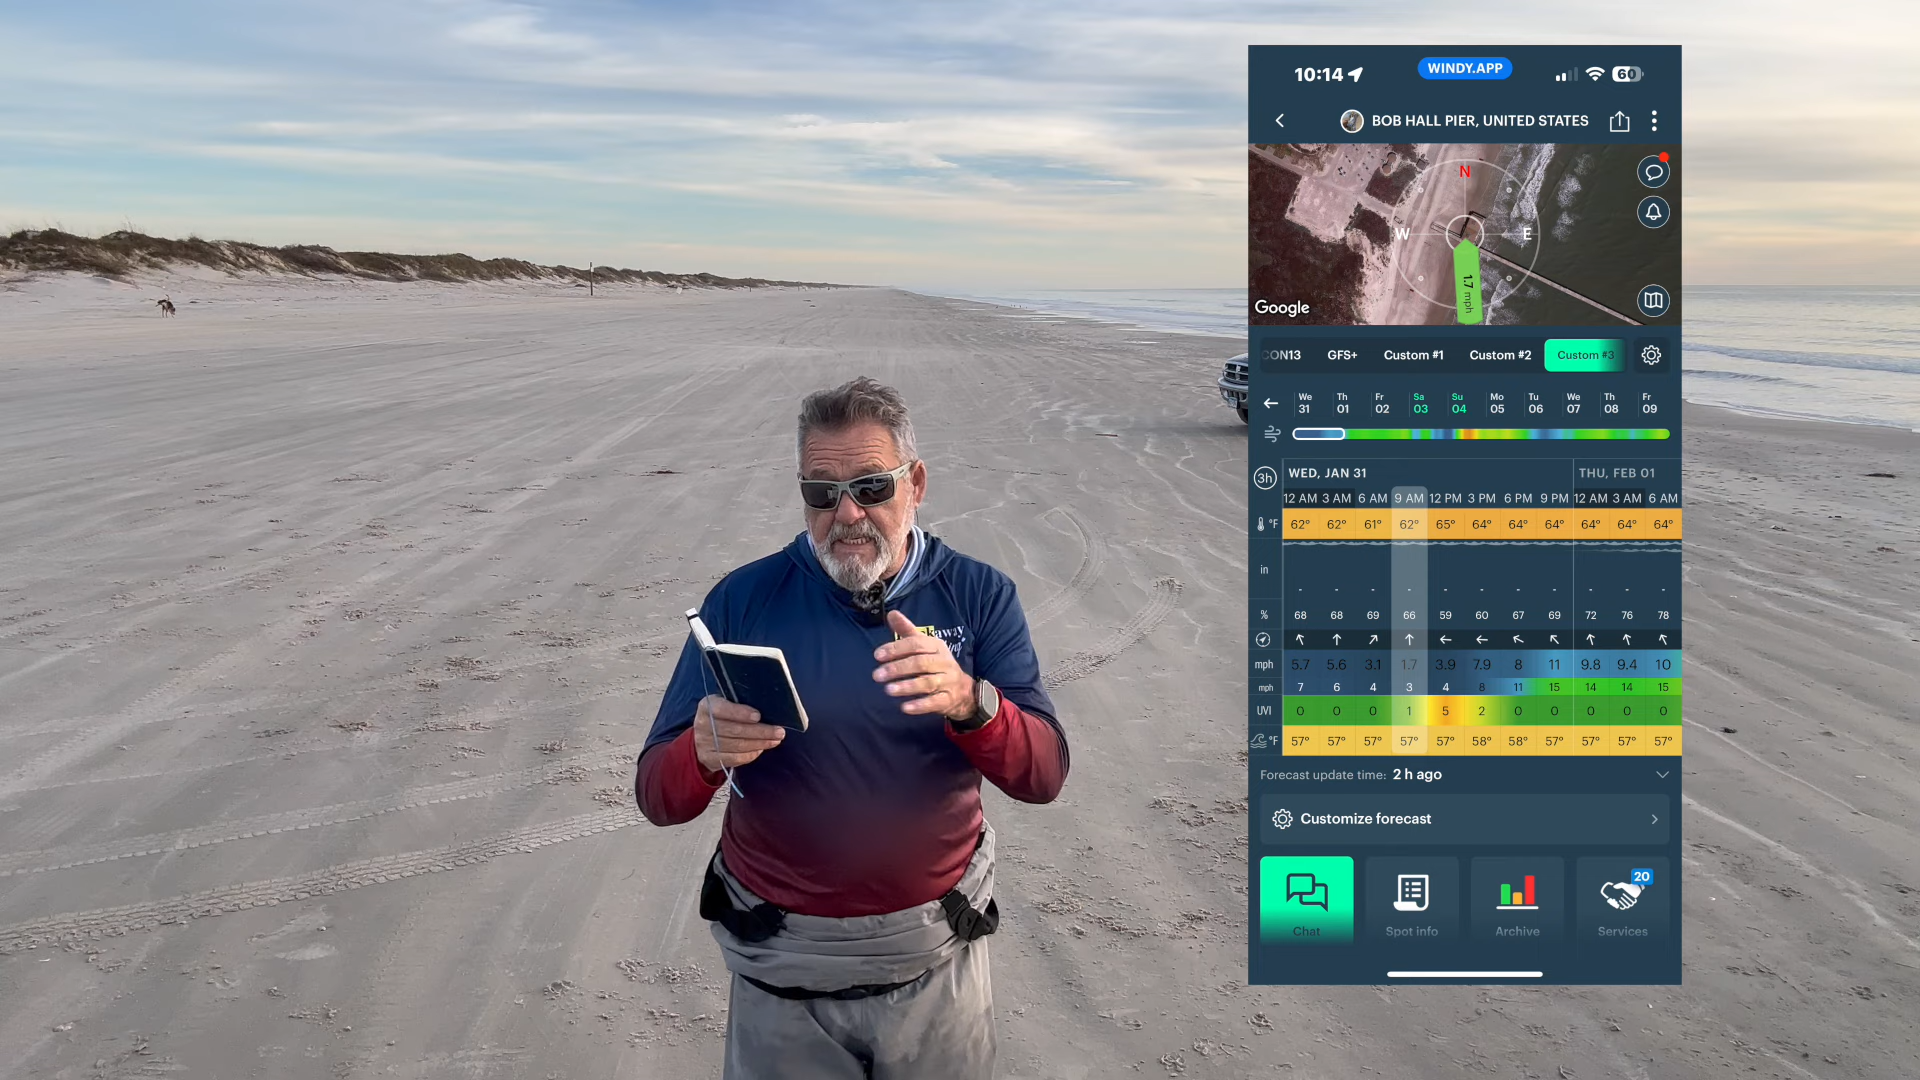 10:14
WINDY.APP
60
BOB HALL PIER, UNITED STATES
N
W
E
1.7 mph
Google
CON13 GFS+ Custom #1 Custom #2 Custom #3
We Th Fr Sa Su Mo Tu We Th Fr
31 01 02 03 04 05 06 07 08 09
3h
WED, JAN 31 THU, FEB 01
12 AM 3 AM 6 AM 9 AM 12 PM 3 PM 6 PM 9 PM 12 AM 3 AM 6 AM
°F 62° 62° 61° 62° 65° 64° 64° 64° 64° 64° 64°
in
- - - - - - - - - - -
% 68 68 69 66 59 60 67 69 72 76 78
mph 5.7 5.6 3.1 1.7 3.9 7.9 8 11 9.8 9.4 10
mph 7 6 4 3 4 8 11 15 14 14 15
UVI 0 0 0 1 5 2 0 0 0 0 0
°F 57° 57° 57° 57° 57° 58° 58° 57° 57° 57° 57°
Forecast update time: 2 h ago
Customize forecast
20
Chat Spot info Archive Services
away